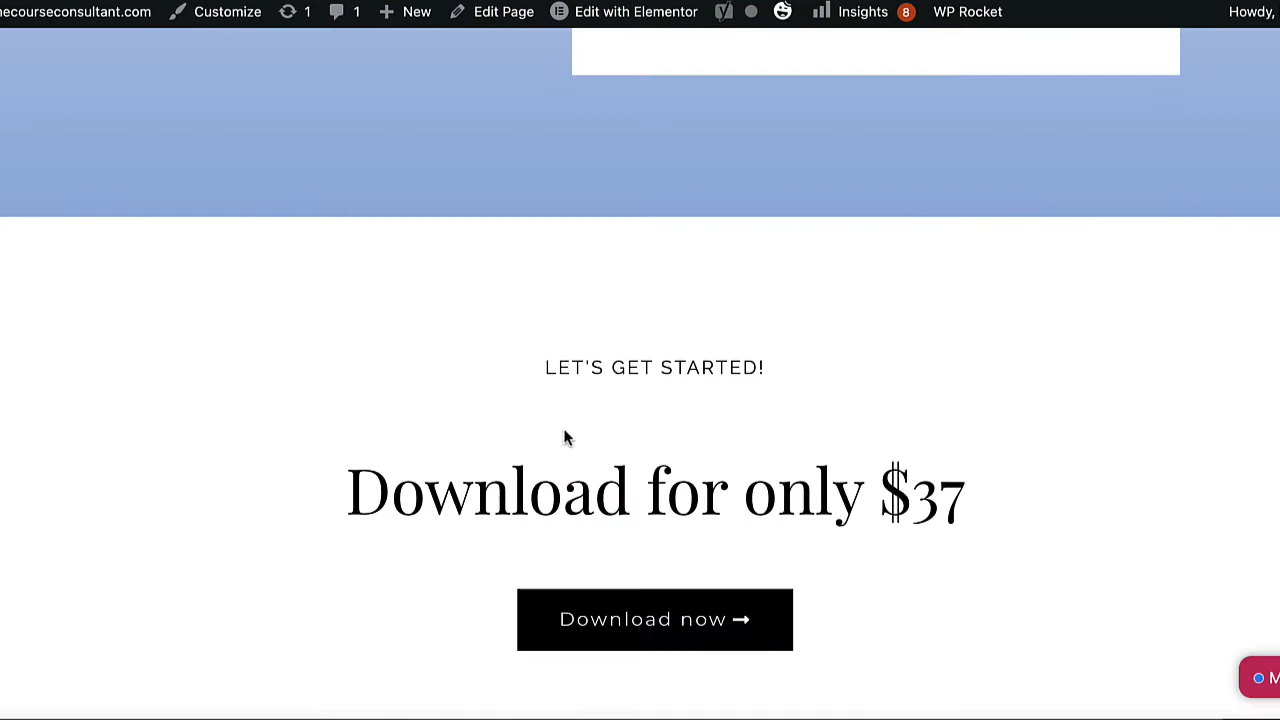 necourseconsultant.com Customize 1 1 New Edit Page Edit with Elementor Insights 8 WP Rocket Howdy,
LET'S GET STARTED!
Download for only $37
Download now →
M